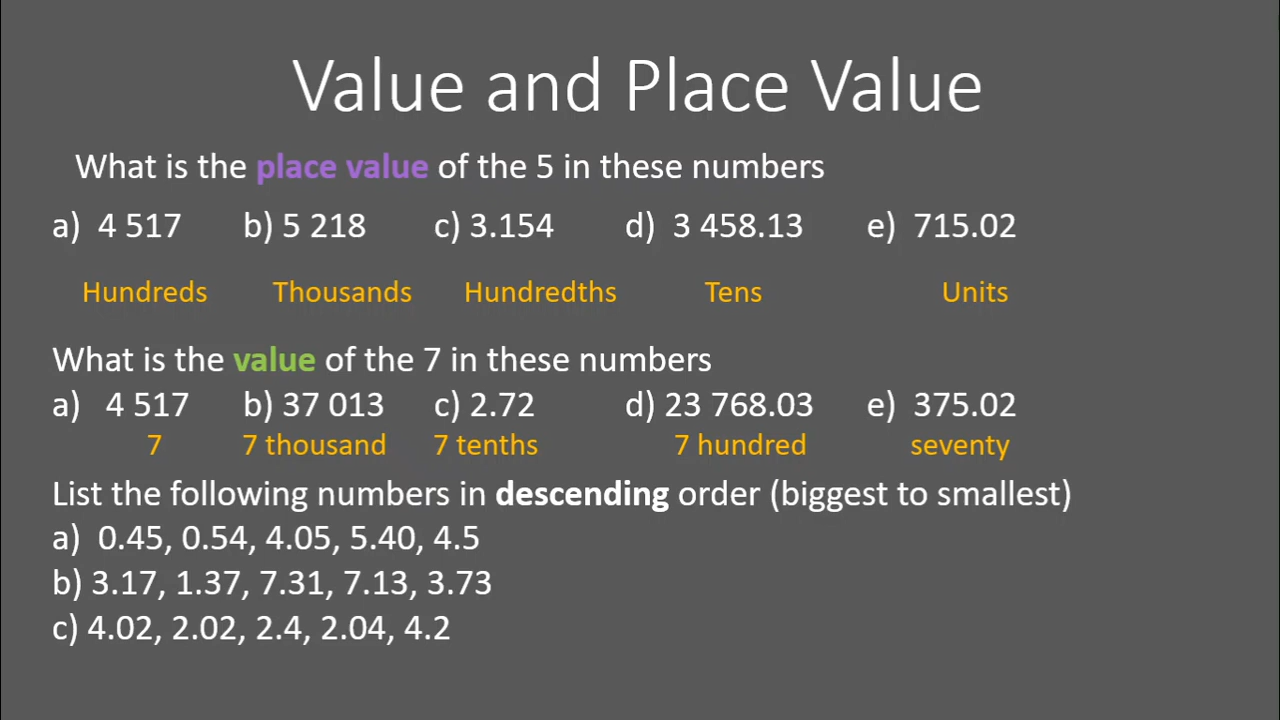 Value and Place Value
What is the place value of the 5 in these numbers
a) 4 517 b) 5 218 c) 3.154 d) 3 458.13 e) 715.02
Hundreds Thousands Hundredths Tens Units
What is the value of the 7 in these numbers
a) 4 517 b) 37 013 c) 2.72 d) 23 768.03 e) 375.02
7 7 thousand 7 tenths 7 hundred seventy
List the following numbers in descending order (biggest to smallest)
a) 0.45, 0.54, 4.05, 5.40, 4.5
b) 3.17, 1.37, 7.31, 7.13, 3.73
c) 4.02, 2.02, 2.4, 2.04, 4.2